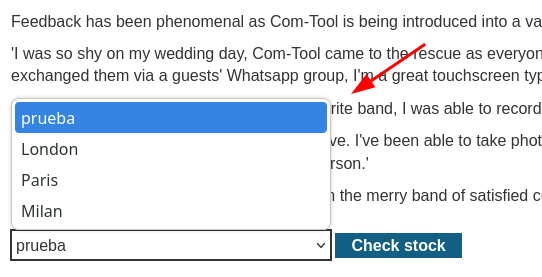 Feedback has been phenomenal as Com-Tool is being introduced into a va
'I was so shy on my wedding day, Com-Tool came to the rescue as everyon
exchanged them via a guests' Whatsapp group, I'm a great touchscreen typ
rite band, I was able to record
prueba
ve. I've been able to take phot
London
rson.'
Paris
n the merry band of satisfied cu
Milan
prueba
Check stock